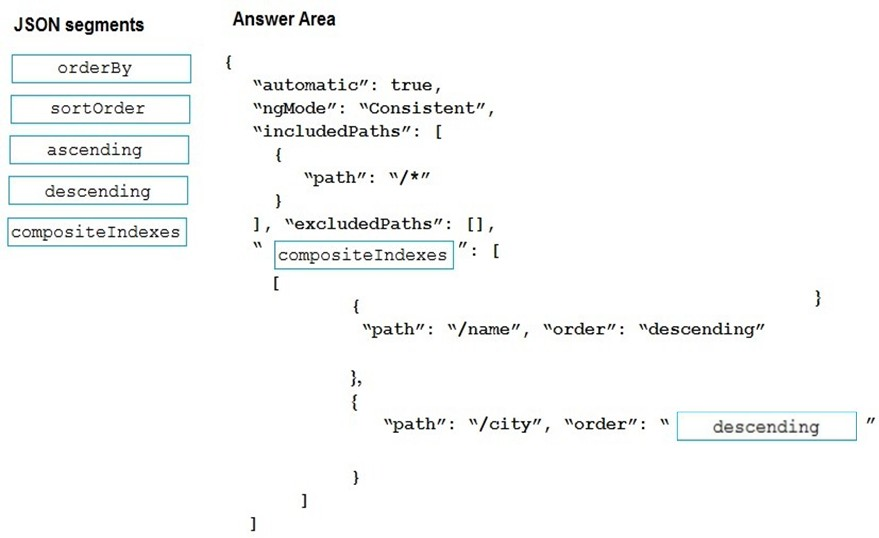 JSON segments
orderBy
sortOrder
ascending
descending
compositeIndexes
Answer Area
{
“automatic”: true,
“ngMode”: “Consistent”,
“includedPaths”: [
{
“path”: “/*”
}
], “excludedPaths”: [],
“ compositeIndexes ”: [
[
{
}
“path”: “/name”, “order”: “descending”
},
{
“path”: “/city”, “order”: “ descending ”
}
]
]